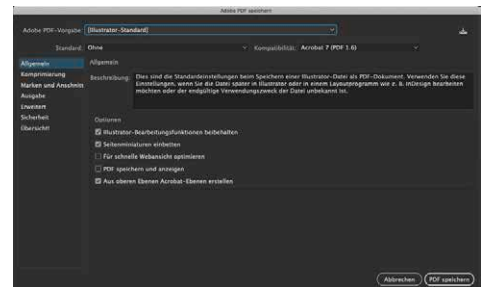 Adobe PDF speichern
Adobe PDF-Vorgabe: [Illustrator-Standard]
Standard: Ohne Kompatibilität: Acrobat 7 (PDF 1.6)
Allgemein
Komprimierung
Marken und Anschnitt
Ausgabe
Erweitert
Sicherheit
Übersicht
Allgemein
Beschreibung: Dies sind die Standardeinstellungen beim Speichern einer Illustrator-Datei als PDF-Dokument. Verwenden Sie diese
Einstellungen, wenn Sie die Datei später in Illustrator oder in einem Layoutprogramm wie z. B. InDesign bearbeiten
möchten oder der endgültige Verwendungszweck der Datei unbekannt ist.
Optionen
Illustrator-Bearbeitungsfunktionen beibehalten
Seitenminiaturen einbetten
Für schnelle Webansicht optimieren
PDF speichern und anzeigen
Aus oberen Ebenen Acrobat-Ebenen erstellen
Abbrechen PDF speichern